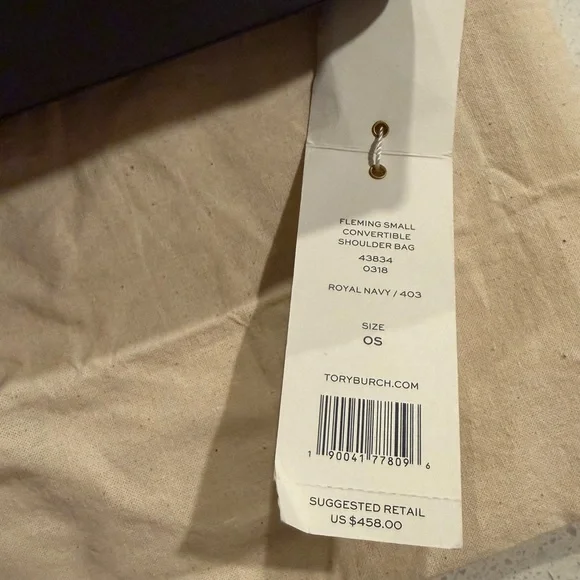 FLEMING SMALL
CONVERTIBLE
SHOULDER BAG
43834
0318
ROYAL NAVY / 403
SIZE
OS
TORYBURCH.COM
1 90041 77809 6
SUGGESTED RETAIL
US $458.00